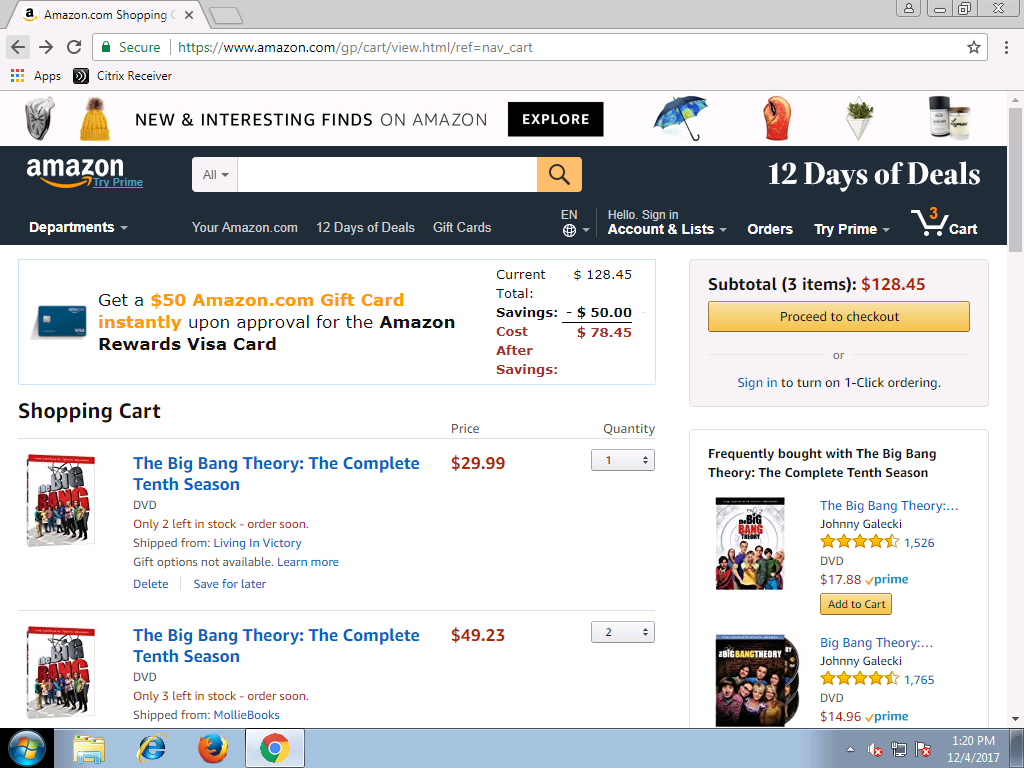 Amazon.com Shopping C
Secure
https://www.amazon.com/gp/cart/view.html/ref=nav_cart
Apps
Citrix Receiver
NEW & INTERESTING FINDS ON AMAZON
EXPLORE
amazon
Try Prime
All
12 Days of Deals
Departments
Your Amazon.com
12 Days of Deals
Gift Cards
EN
Hello. Sign in
Account & Lists
Orders
Try Prime
3
Cart
Get a $50 Amazon.com Gift Card
instantly upon approval for the Amazon
Rewards Visa Card
Current $ 128.45
Total:
Savings: - $ 50.00
Cost $ 78.45
After
Savings:
Subtotal (3 items): $128.45
Proceed to checkout
or
Sign in to turn on 1-Click ordering.
Shopping Cart
Price
Quantity
The Big Bang Theory: The Complete
Tenth Season
$29.99
1
DVD
Only 2 left in stock - order soon.
Shipped from: Living In Victory
Gift options not available. Learn more
Delete
Save for later
The Big Bang Theory: The Complete
Tenth Season
$49.23
2
DVD
Only 3 left in stock - order soon.
Shipped from: MollieBooks
Frequently bought with The Big Bang
Theory: The Complete Tenth Season
The Big Bang Theory:...
Johnny Galecki
1,526
DVD
$17.88 prime
Add to Cart
Big Bang Theory:...
Johnny Galecki
1,765
DVD
$14.96 prime
1:20 PM
12/4/2017